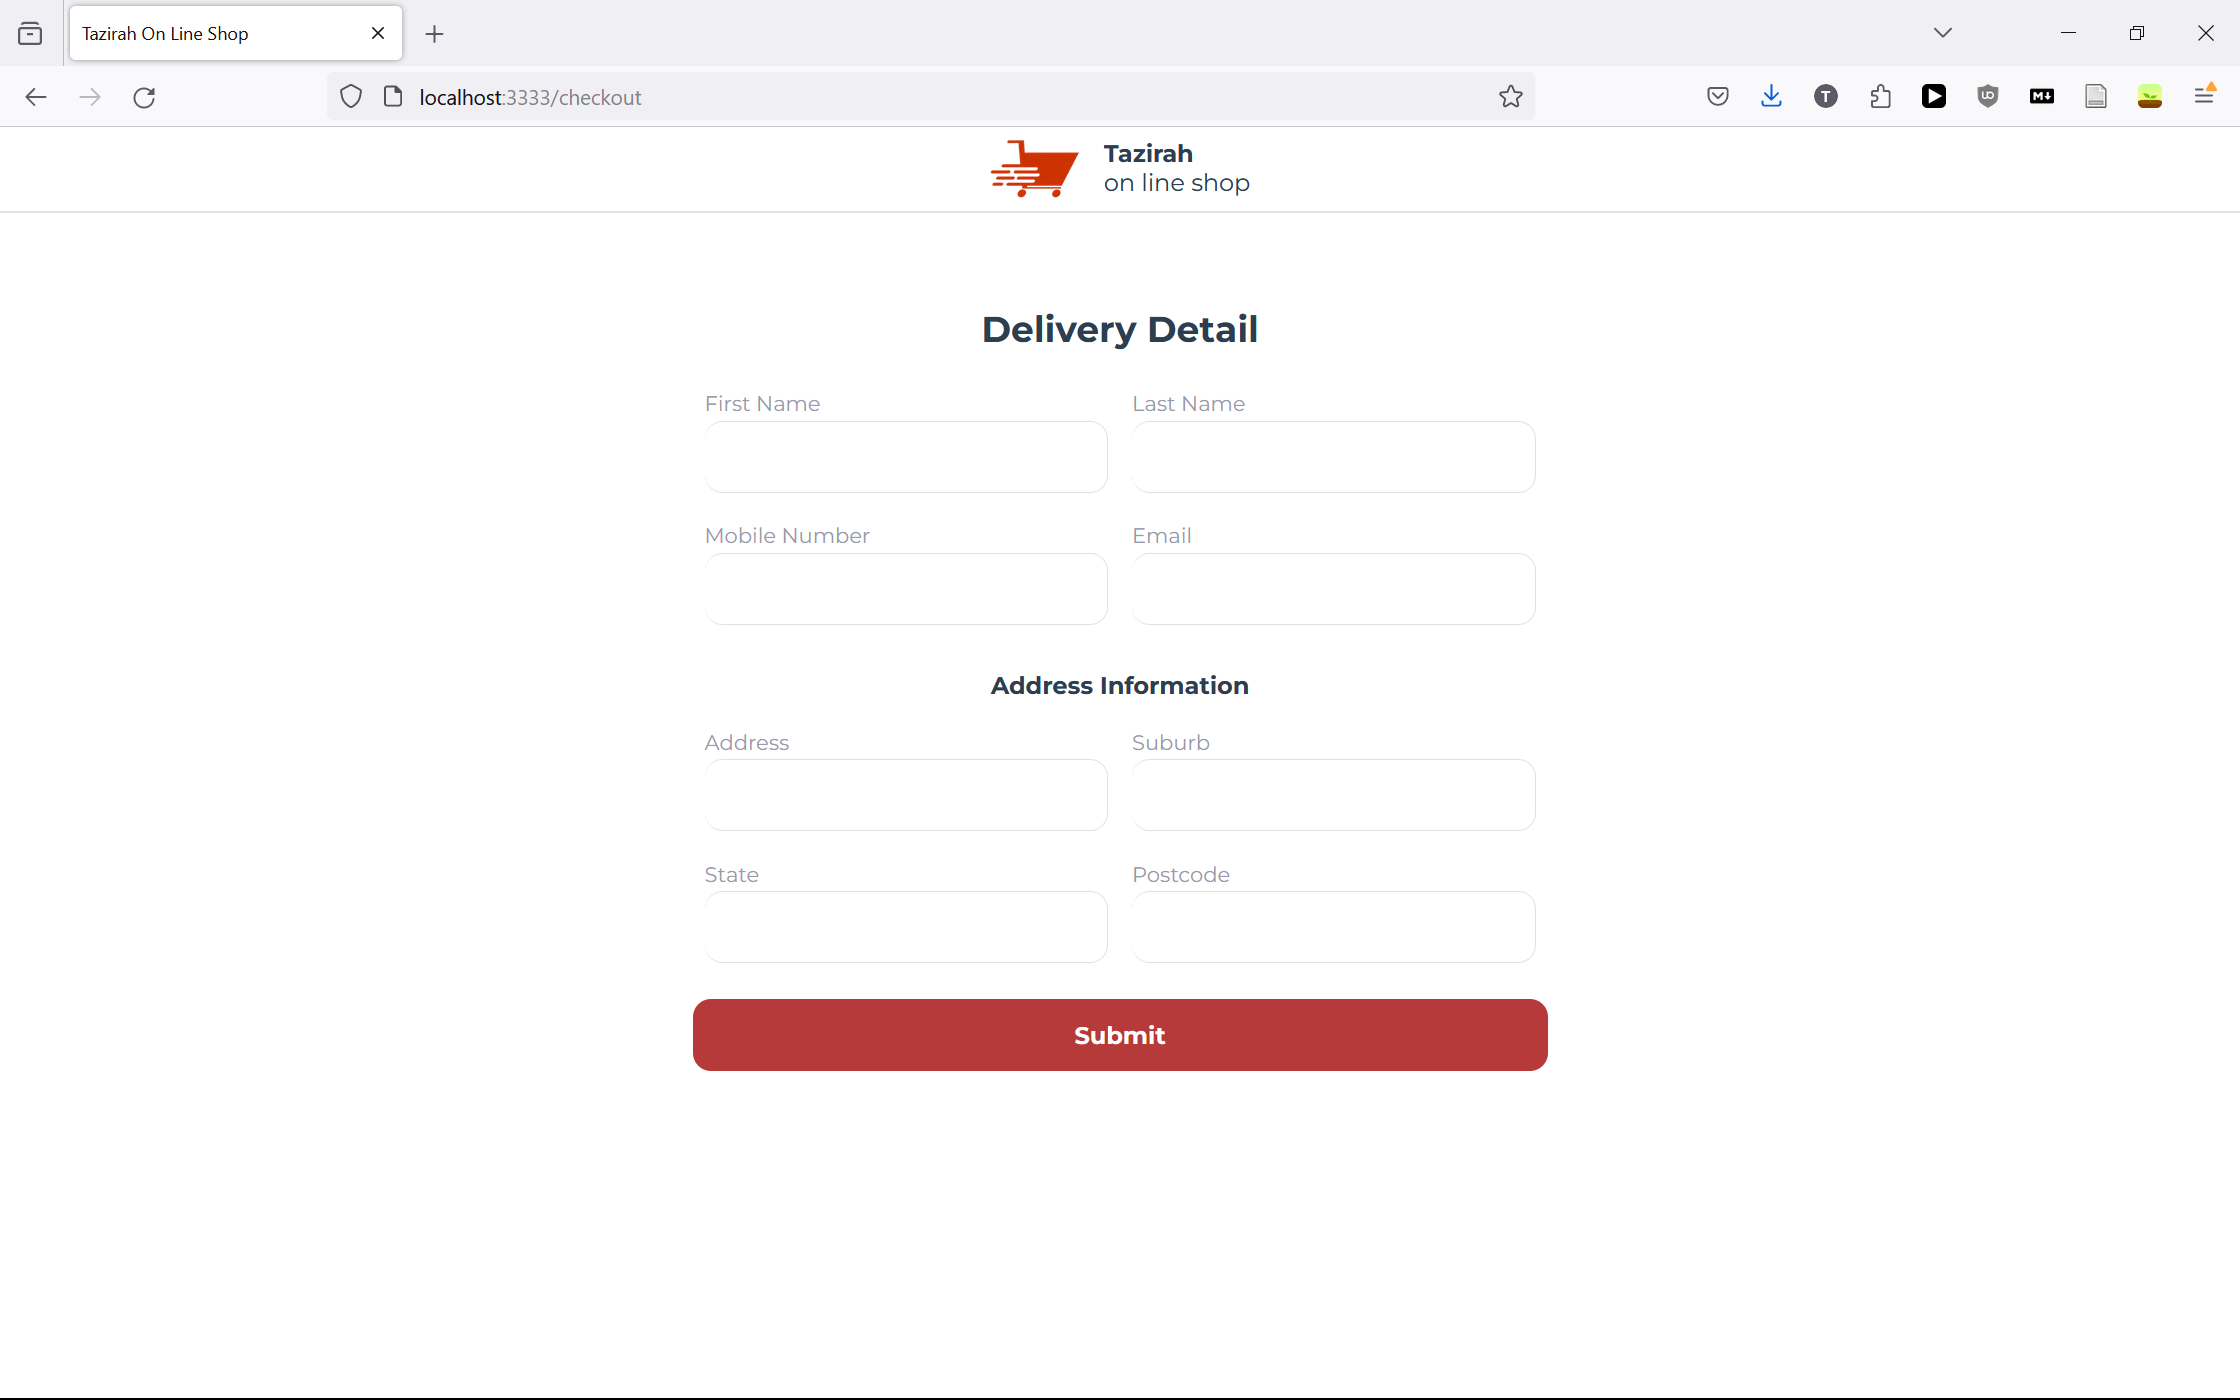 Tazirah On Line Shop
localhost:3333/checkout
T
UO
M↓
Tazirah
on line shop
Delivery Detail
First Name
Last Name
Mobile Number
Email
Address Information
Address
Suburb
State
Postcode
Submit